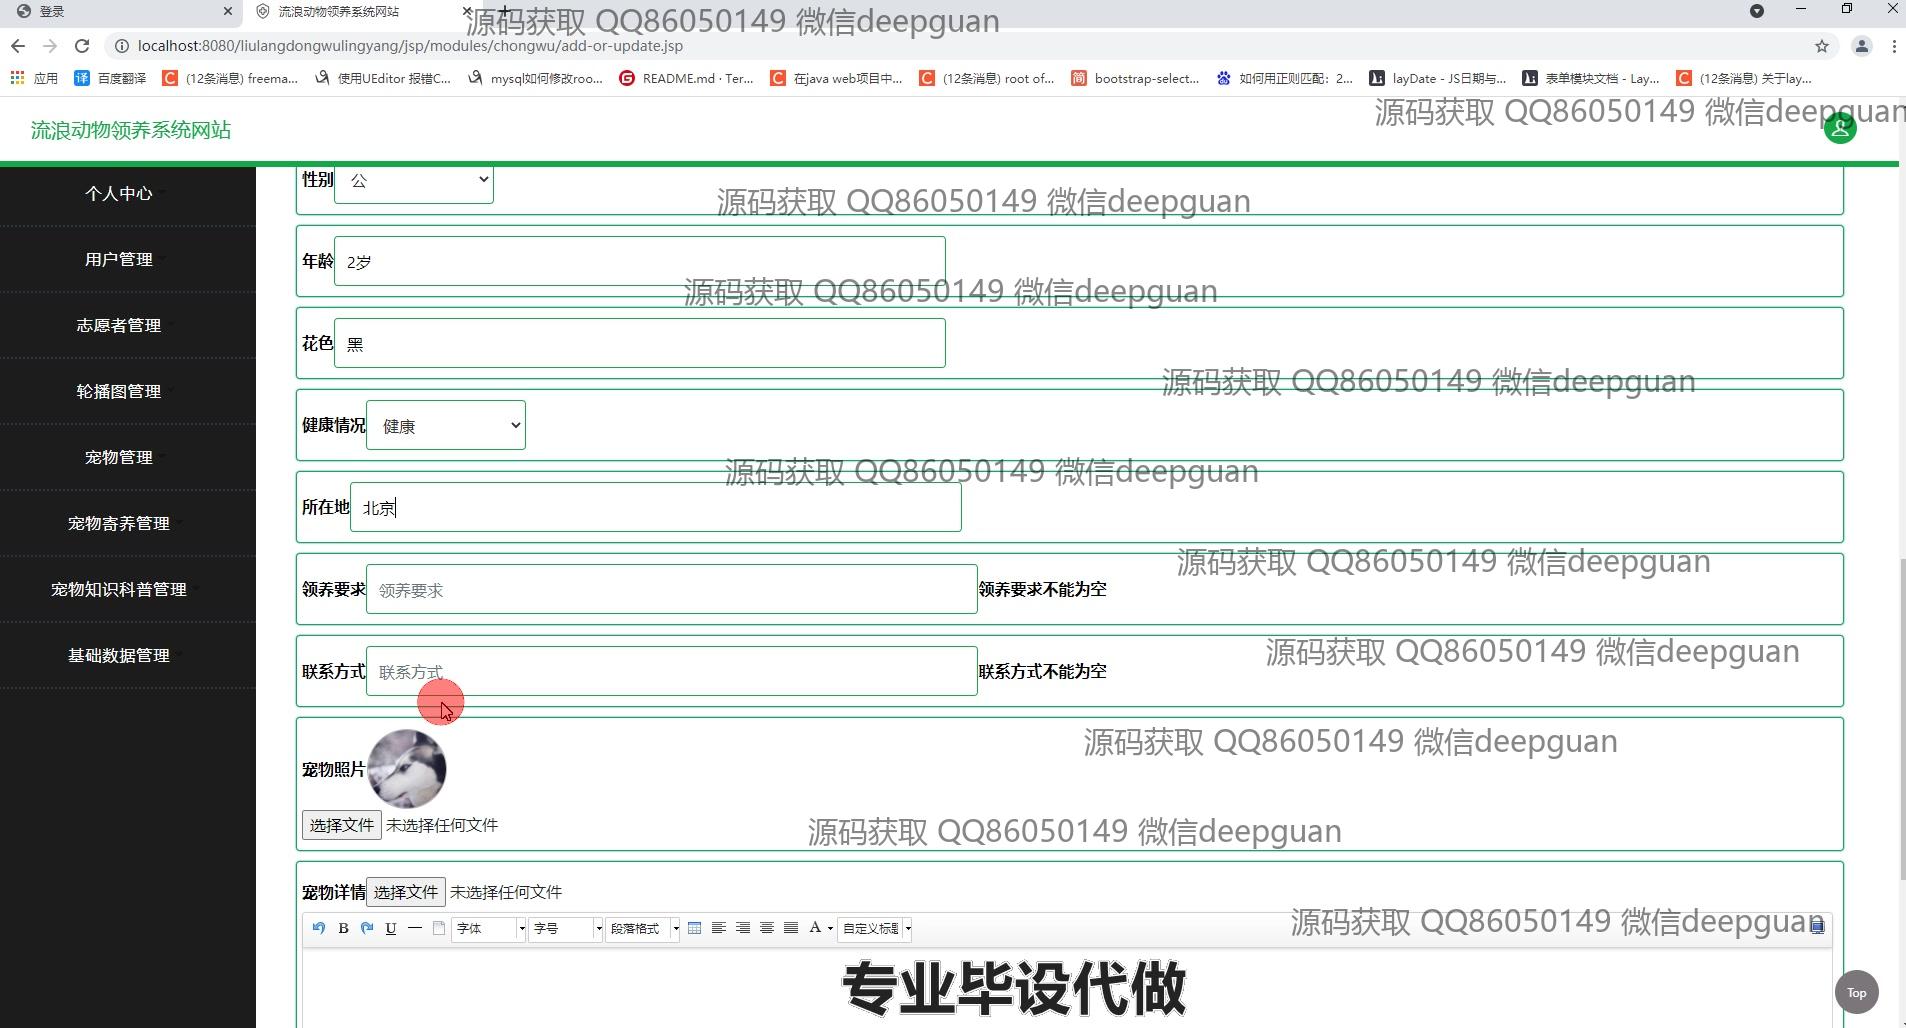 登录
流浪动物领养系统网站
源码获取 QQ86050149 微信deepguan
localhost:8080/liulangdongwulingyang/jsp/modules/chongwu/add-or-update.jsp
应用
百度翻译
(12条消息) freema...
使用UEditor 报错C...
mysql如何修改roo...
README.md · Ter...
在java web项目中...
(12条消息) root of...
bootstrap-select...
如何用正则匹配：2...
layDate - JS日期与...
表单模块文档 - Lay...
(12条消息) 关于lay...
源码获取 QQ86050149 微信deepguan
流浪动物领养系统网站
个人中心
用户管理
志愿者管理
轮播图管理
宠物管理
宠物寄养管理
宠物知识科普管理
基础数据管理
性别 公
源码获取 QQ86050149 微信deepguan
年龄 2岁
源码获取 QQ86050149 微信deepguan
花色 黑
源码获取 QQ86050149 微信deepguan
健康情况 健康
源码获取 QQ86050149 微信deepguan
所在地 北京
源码获取 QQ86050149 微信deepguan
领养要求 领养要求 领养要求不能为空
源码获取 QQ86050149 微信deepguan
联系方式 联系方式 联系方式不能为空
源码获取 QQ86050149 微信deepguan
宠物照片
选择文件 未选择任何文件
源码获取 QQ86050149 微信deepguan
宠物详情 选择文件 未选择任何文件
源码获取 QQ86050149 微信deepguan
B U 字体 字号 段落格式 A 自定义标题
专业毕设代做
Top